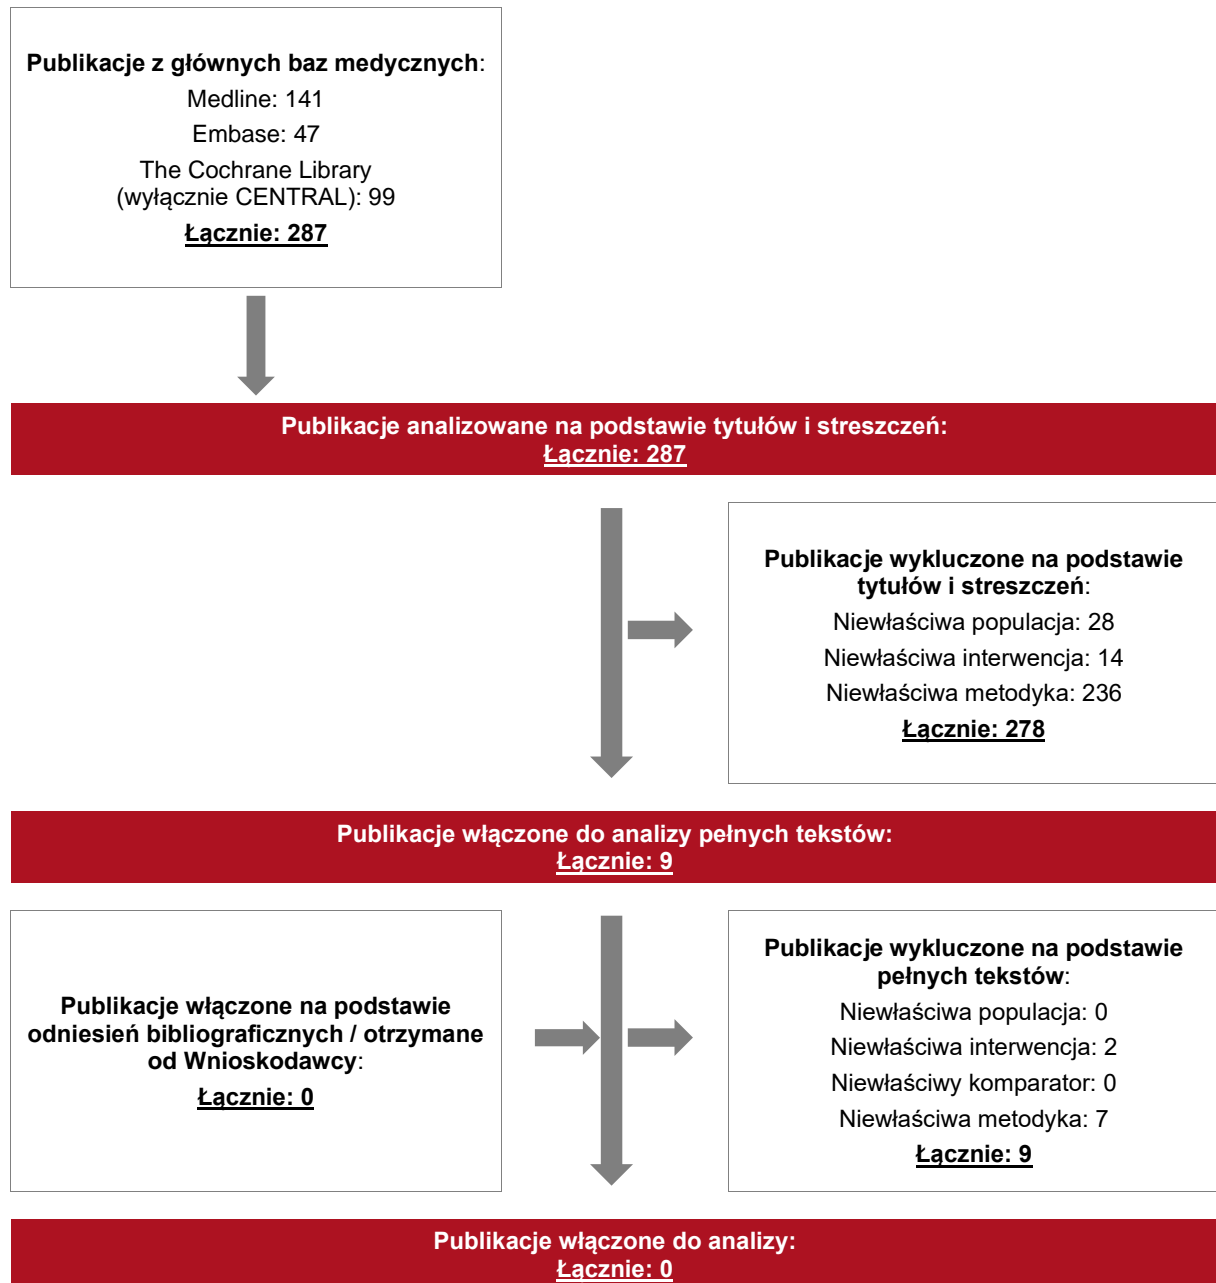 Publikacje z głównych baz medycznych:
Medline: 141
Embase: 47
The Cochrane Library
(wyłącznie CENTRAL): 99
Łącznie: 287
Publikacje analizowane na podstawie tytułów i streszczeń:
Łącznie: 287
Publikacje wykluczone na podstawie
tytułów i streszczeń:
Niewłaściwa populacja: 28
Niewłaściwa interwencja: 14
Niewłaściwa metodyka: 236
Łącznie: 278
Publikacje włączone do analizy pełnych tekstów:
Łącznie: 9
Publikacje włączone na podstawie
odniesień bibliograficznych / otrzymane
od Wnioskodawcy:
Łącznie: 0
Publikacje wykluczone na podstawie
pełnych tekstów:
Niewłaściwa populacja: 0
Niewłaściwa interwencja: 2
Niewłaściwy komparator: 0
Niewłaściwa metodyka: 7
Łącznie: 9
Publikacje włączone do analizy:
Łącznie: 0